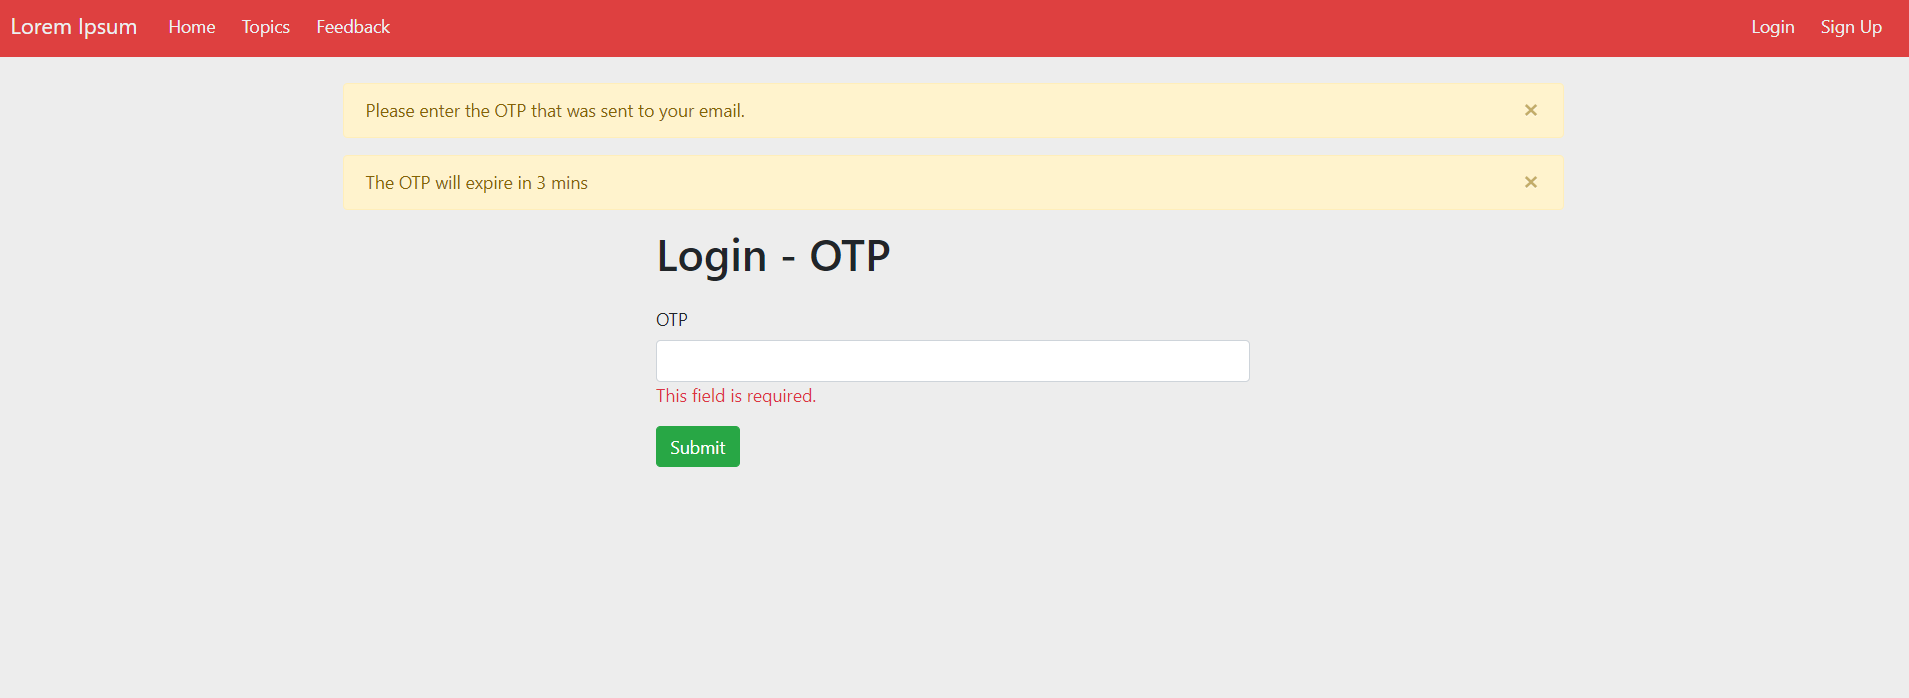 Lorem Ipsum Home Topics Feedback Login Sign Up
Please enter the OTP that was sent to your email. ×
The OTP will expire in 3 mins ×
Login - OTP
OTP
This field is required.
Submit